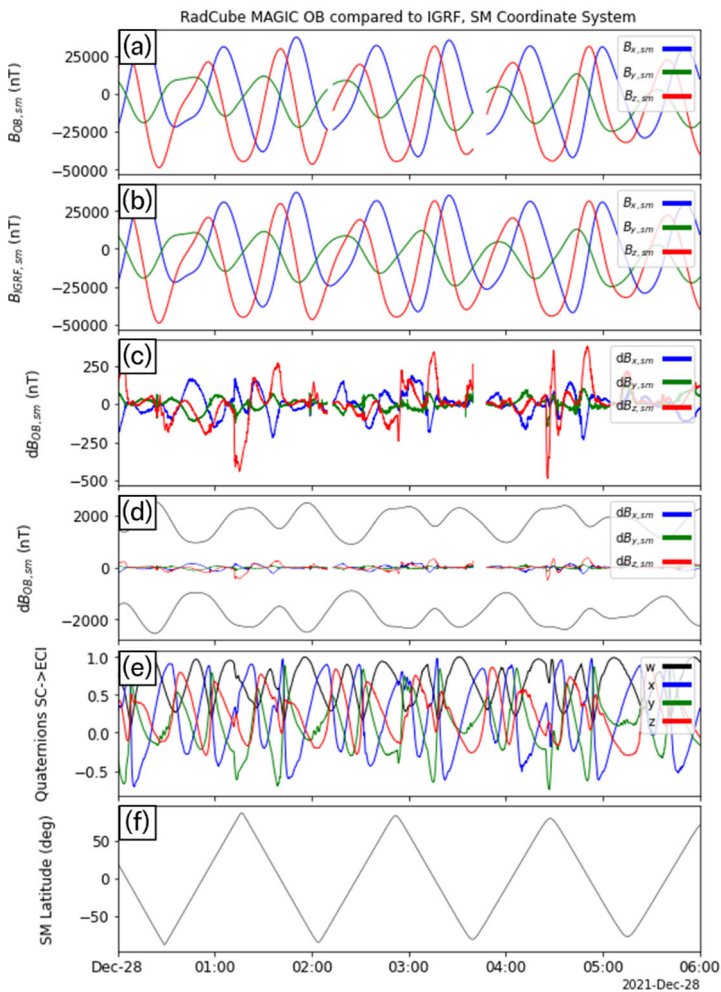 RadCube MAGIC OB compared to IGRF, SM Coordinate System
(a)
B_OB,sm (nT)
25000
0
−25000
−50000
B_x,sm
B_y,sm
B_z,sm
(b)
B_IGRF,sm (nT)
25000
0
−25000
−50000
B_x,sm
B_y,sm
B_z,sm
(c)
dB_OB,sm (nT)
250
0
−250
−500
dB_x,sm
dB_y,sm
dB_z,sm
(d)
dB_OB,sm (nT)
2000
0
−2000
dB_x,sm
dB_y,sm
dB_z,sm
(e)
Quaternions SC->ECI
1.0
0.5
0.0
−0.5
w
x
y
z
(f)
SM Latitude (deg)
50
0
−50
Dec-28 01:00 02:00 03:00 04:00 05:00 06:00
2021-Dec-28